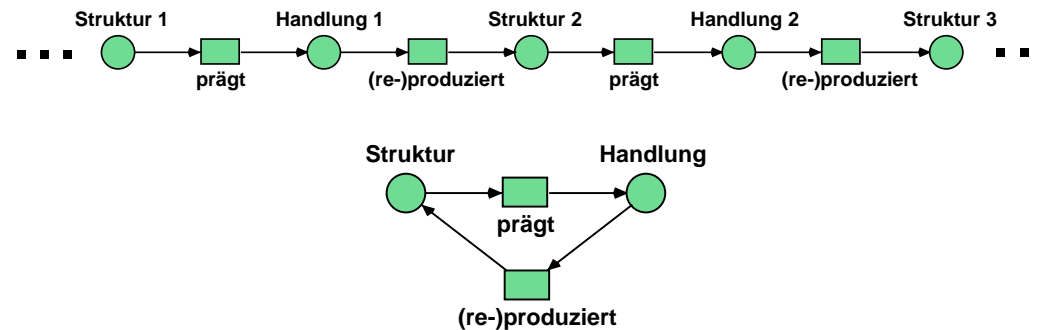 Struktur 1 Handlung 1 Struktur 2 Handlung 2 Struktur 3
prägt (re-)produziert prägt (re-)produziert
Struktur Handlung
prägt
(re-)produziert